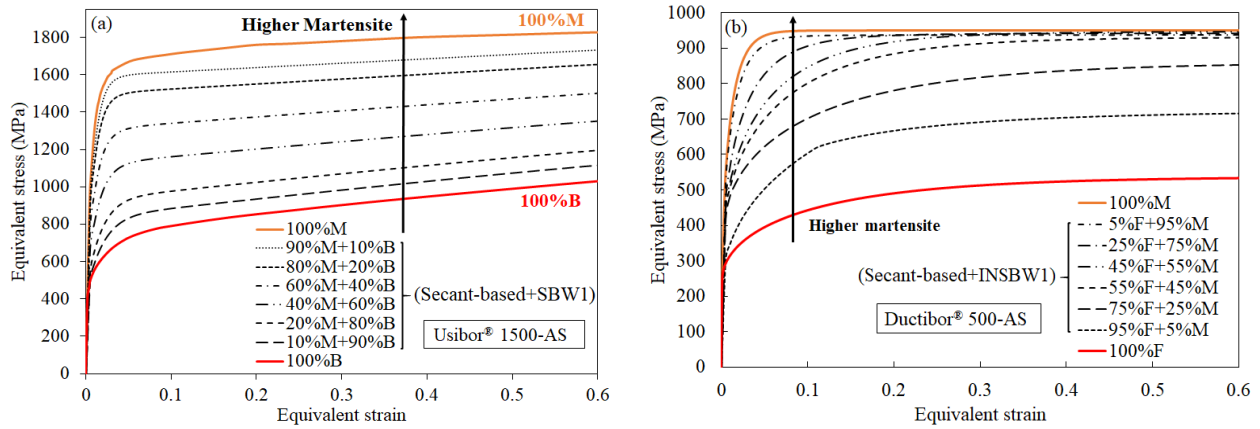 (a)
Higher Martensite
100%M
1800
1600
1400
1200
1000
800
600
400
200
0
Equivalent stress (MPa)
100%B
100%M
90%M+10%B
80%M+20%B
60%M+40%B
40%M+60%B
20%M+80%B
10%M+90%B
100%B
(Secant-based+SBW1)
Usibor® 1500-AS
0 0.1 0.2 0.3 0.4 0.5 0.6
Equivalent strain
(b)
1000
900
800
700
600
500
400
300
200
100
0
Equivalent stress (MPa)
Higher martensite
100%M
5%F+95%M
25%F+75%M
45%F+55%M
55%F+45%M
75%F+25%M
95%F+5%M
100%F
(Secant-based+INSBW1)
Ductibor® 500-AS
0 0.1 0.2 0.3 0.4 0.5 0.6
Equivalent strain